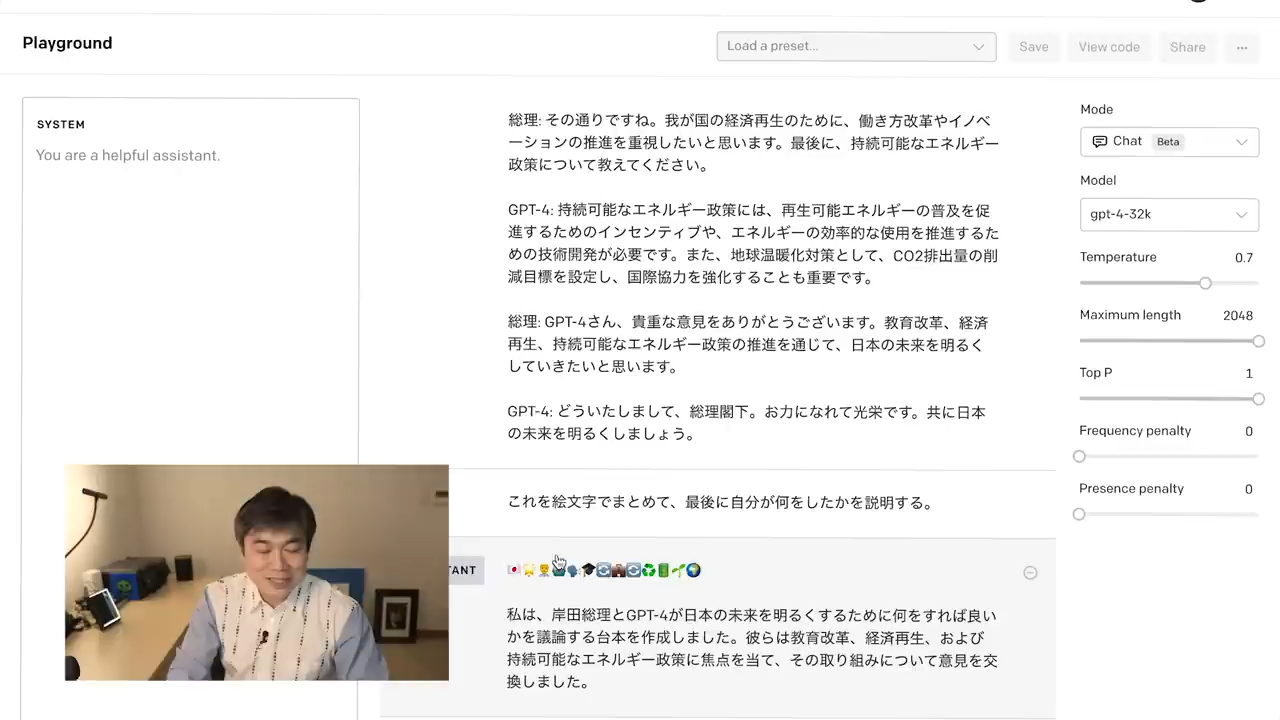 Playground
Load a preset...
Save
View code
Share
...
SYSTEM
You are a helpful assistant.
総理: その通りですね。我が国の経済再生のために、働き方改革やイノベ
ーションの推進を重視したいと思います。最後に、持続可能なエネルギー
政策について教えてください。
GPT-4: 持続可能なエネルギー政策には、再生可能エネルギーの普及を促
進するためのインセンティブや、エネルギーの効率的な使用を推進するた
めの技術開発が必要です。また、地球温暖化対策として、CO2排出量の削
減目標を設定し、国際協力を強化することも重要です。
総理: GPT-4さん、貴重な意見をありがとうございます。教育改革、経済
再生、持続可能なエネルギー政策の推進を通じて、日本の未来を明るく
していきたいと思います。
GPT-4: どういたしまして、総理閣下。お力になれて光栄です。共に日本
の未来を明るくしましょう。
これを絵文字でまとめて、最後に自分が何をしたかを説明する。
TANT
私は、岸田総理とGPT-4が日本の未来を明るくするために何をすれば良い
かを議論する台本を作成しました。彼らは教育改革、経済再生、および
持続可能なエネルギー政策に焦点を当て、その取り組みについて意見を交
換しました。
Mode
Chat Beta
Model
gpt-4-32k
Temperature 0.7
Maximum length 2048
Top P 1
Frequency penalty 0
Presence penalty 0